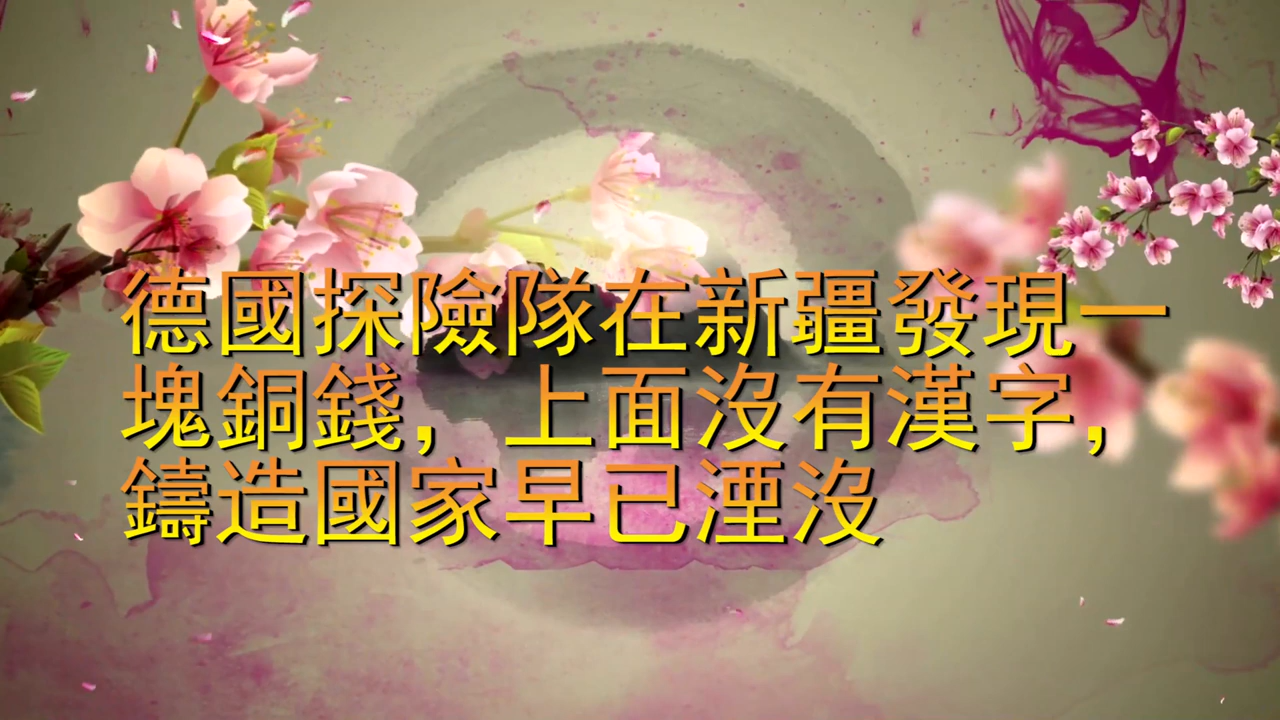 德國探險隊在新疆發現一
塊銅錢，上面沒有漢字，
鑄造國家早已湮沒